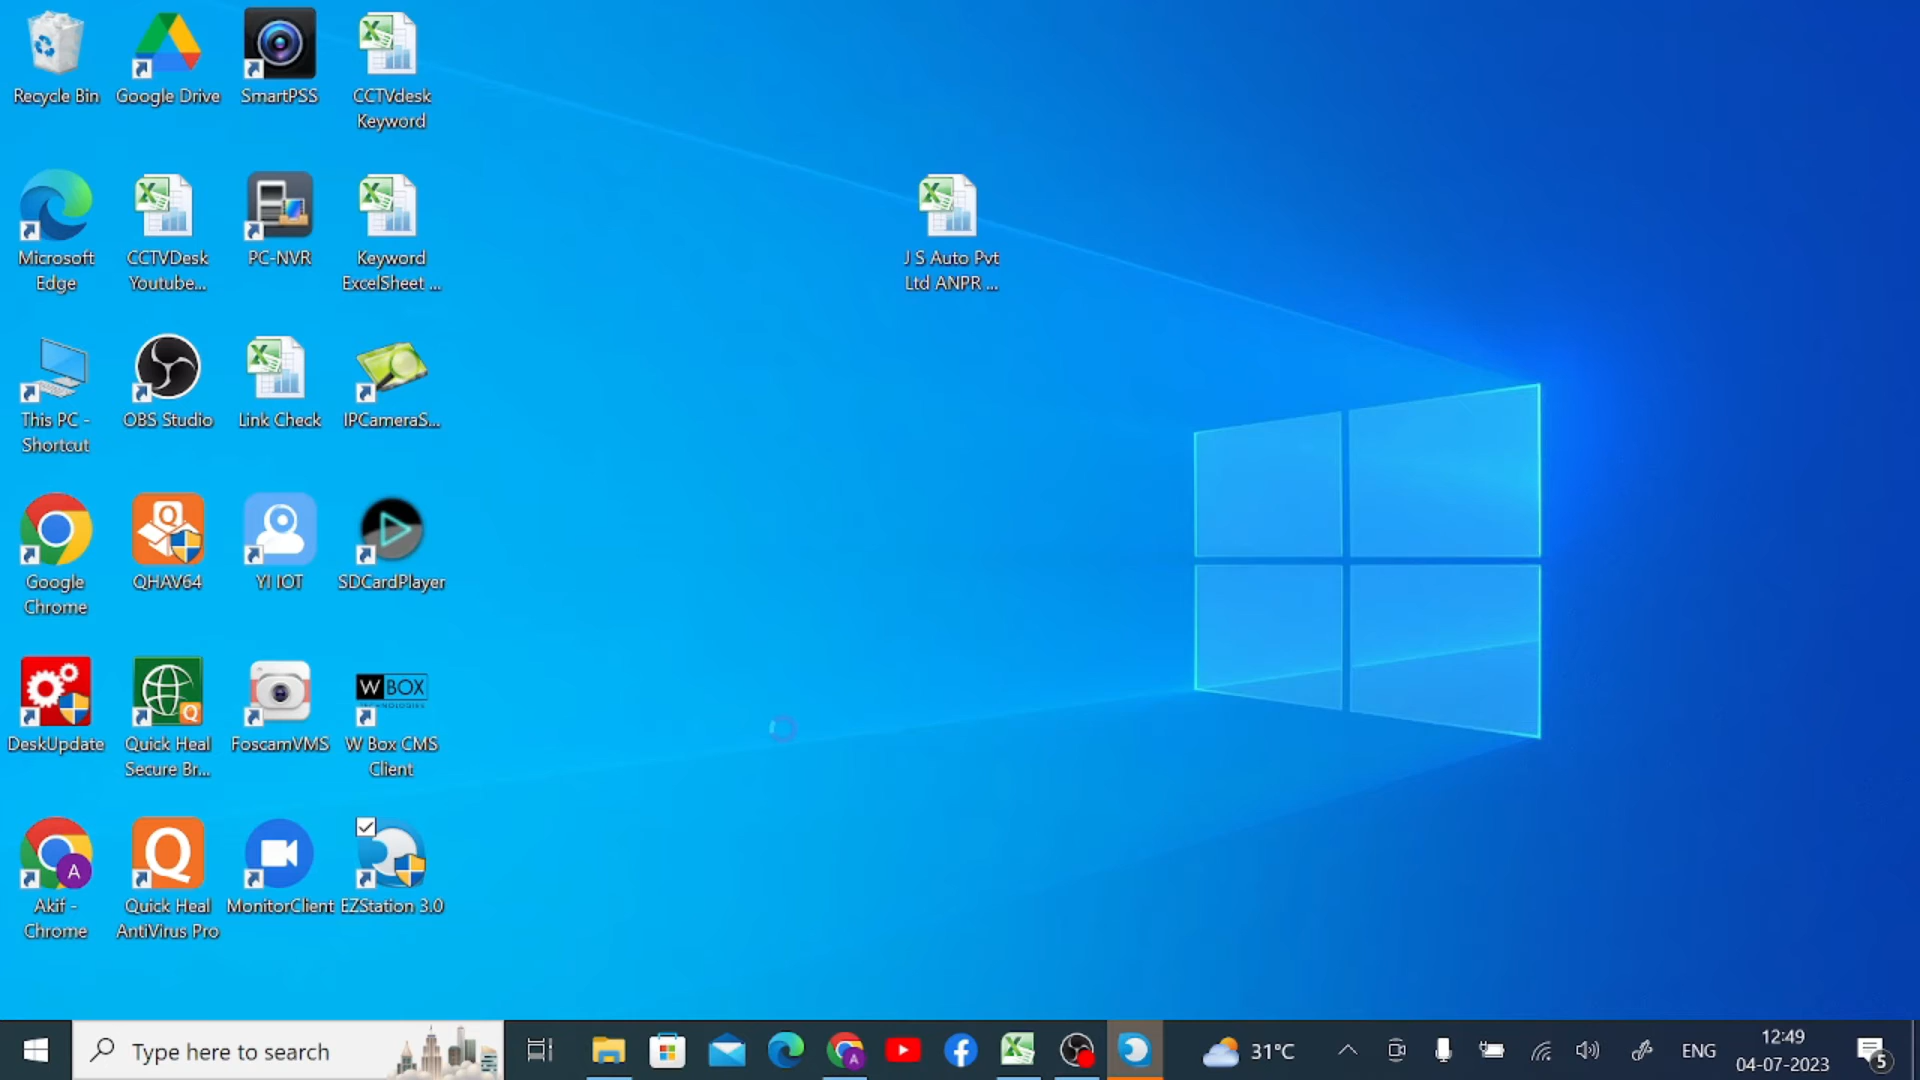 Recycle Bin
Google Drive
SmartPSS
CCTVdesk
Keyword
Microsoft
Edge
CCTVDesk
Youtube...
PC-NVR
Keyword
ExcelSheet ...
J S Auto Pvt
Ltd ANPR ...
This PC -
Shortcut
OBS Studio
Link Check
IPCameraS...
Google
Chrome
QHAV64
YI IOT
SDCardPlayer
DeskUpdate
Quick Heal
Secure Br...
FoscamVMS
W BOX
TECHNOLOGIES
W Box CMS
Client
A
Akif -
Chrome
Quick Heal
AntiVirus Pro
MonitorClient
EZStation 3.0
Type here to search
A
31°C
ENG
12:49
04-07-2023
5